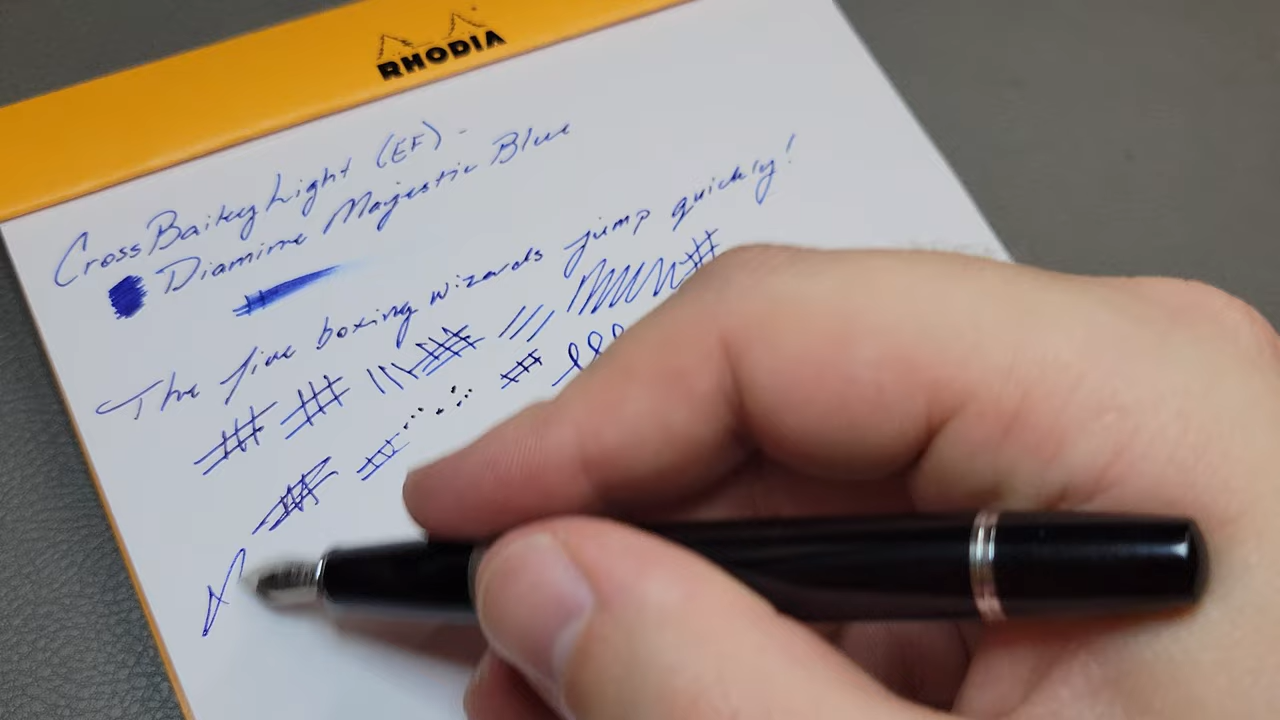 RHODIA
Cross Bailey Light (EF) -
Diamine Majestic Blue
The five boxing wizards jump quickly!